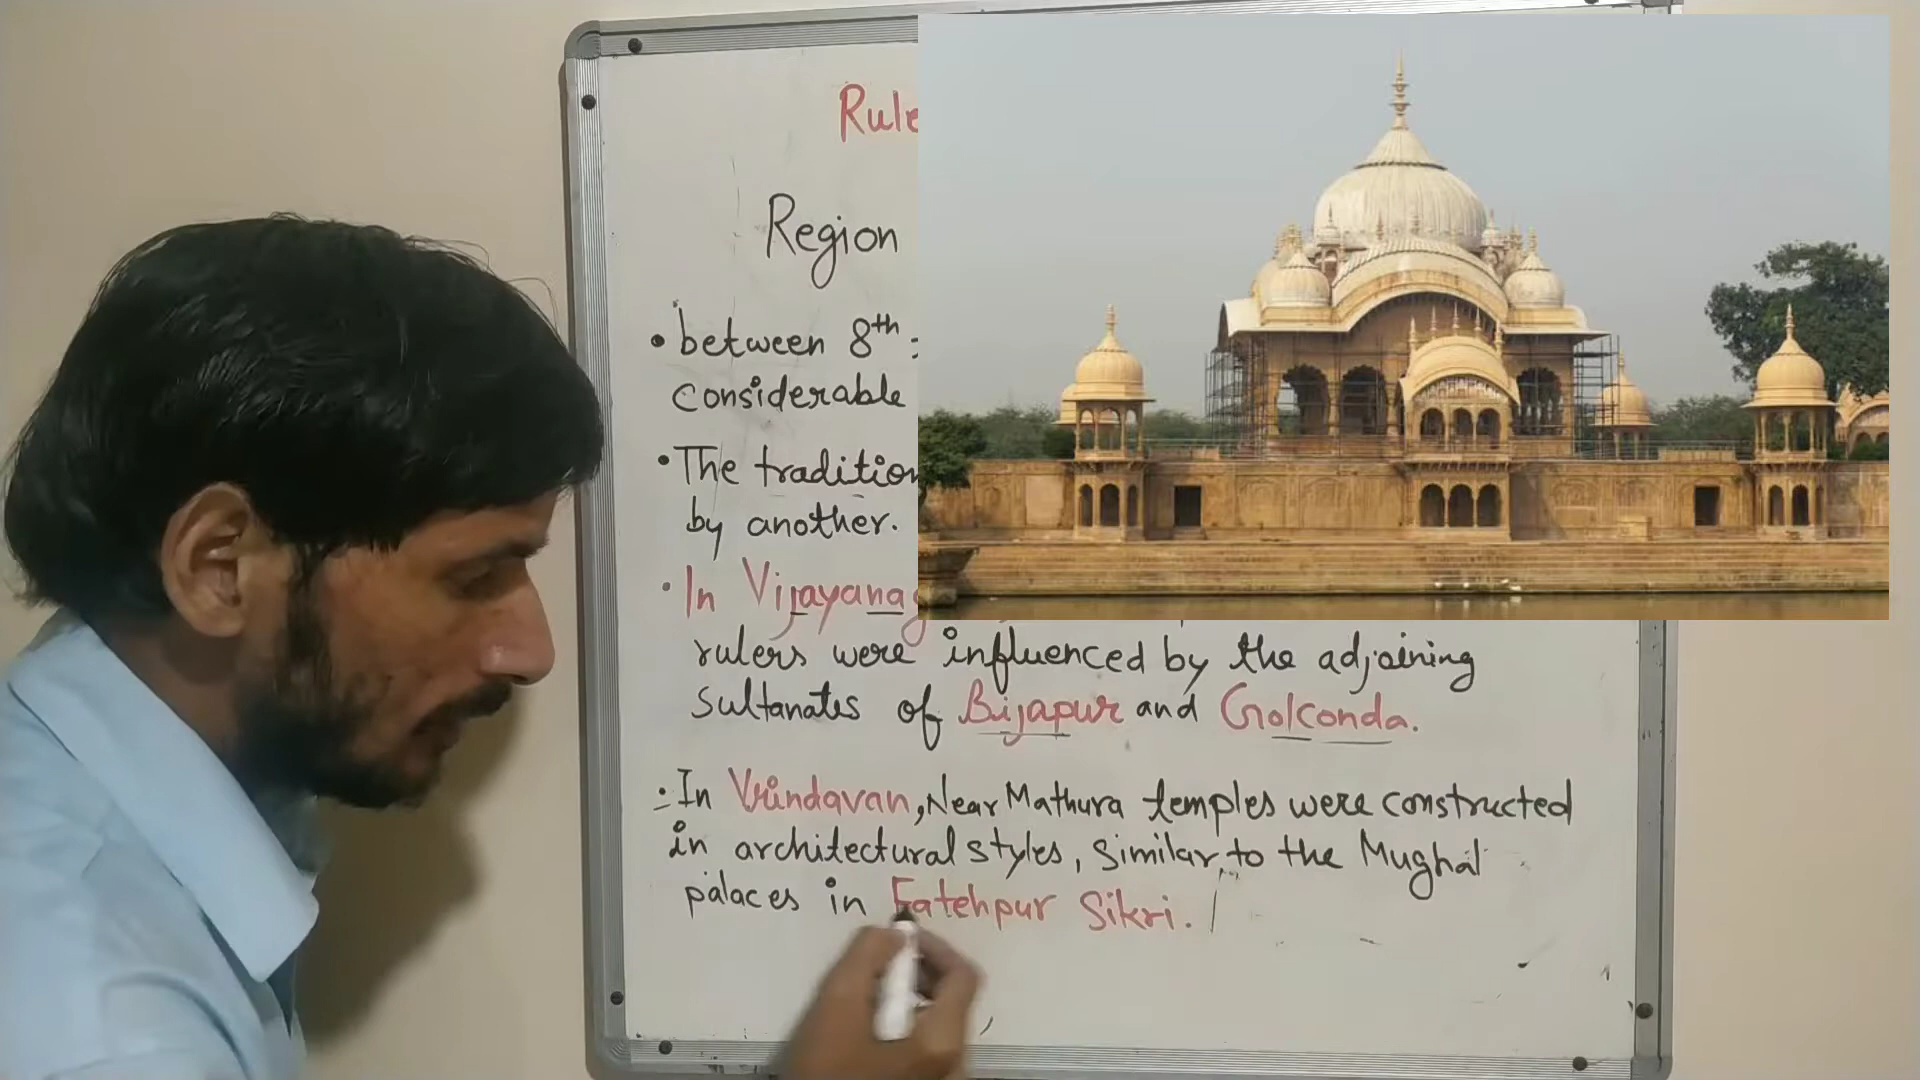 Rule
Region
• between 8th
considerable
• The tradition
by another.
• In Vijayanag
rulers were influenced by the adjoining
sultanates of Bijapur and Golconda.
• In Vrindavan, Near Mathura temples were constructed
in architectural styles, similar to the Mughal
palaces in Fatehpur Sikri.